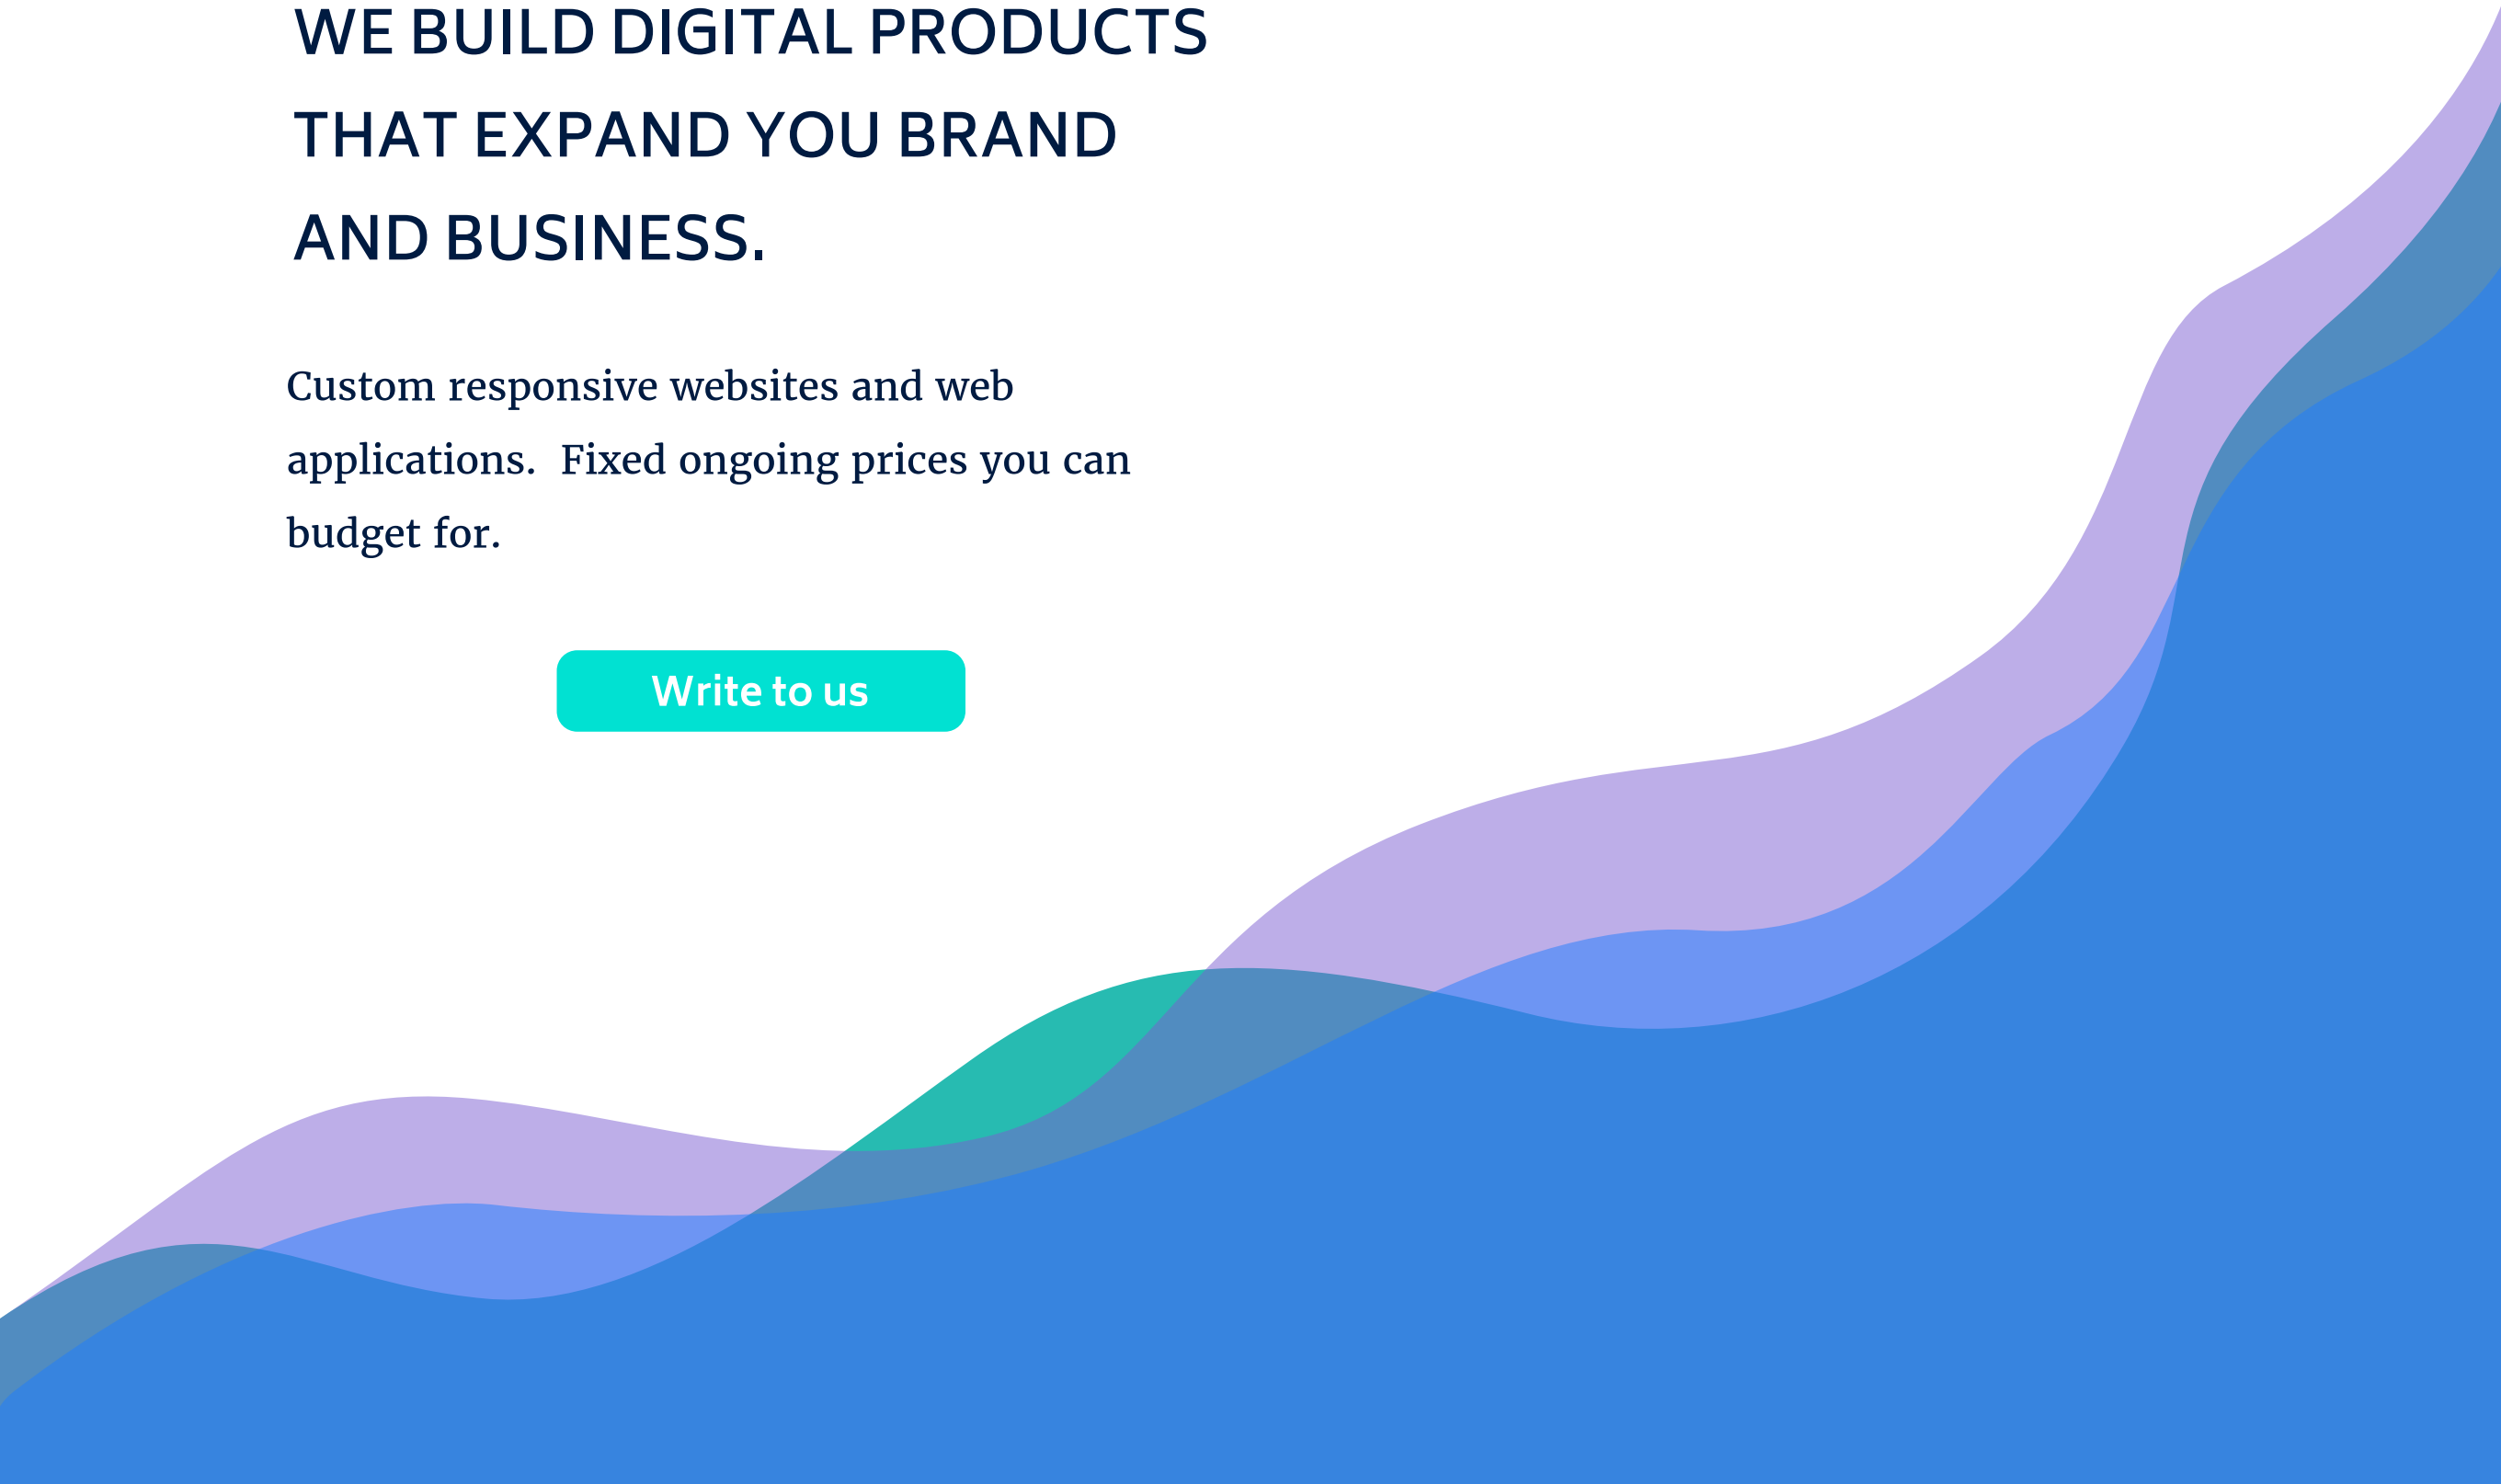 WE BUILD DIGITAL PRODUCTS
THAT EXPAND YOU BRAND
AND BUSINESS.
Custom responsive websites and web
applications.  Fixed ongoing prices you can
budget for.
Write to us